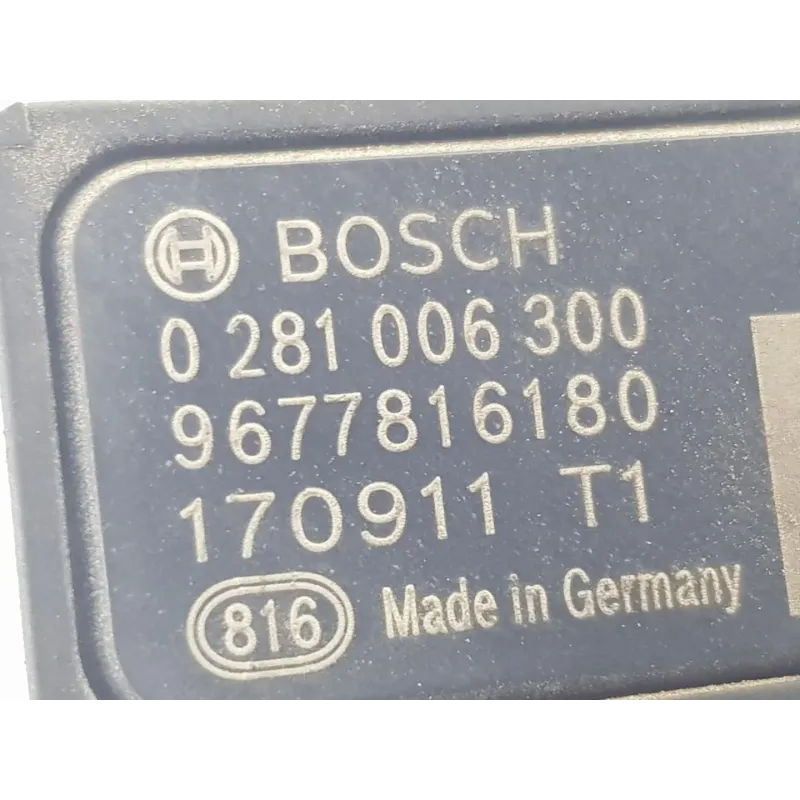 BOSCH
0 281 006 300
9677816180
170911 T1
816 Made in Germany